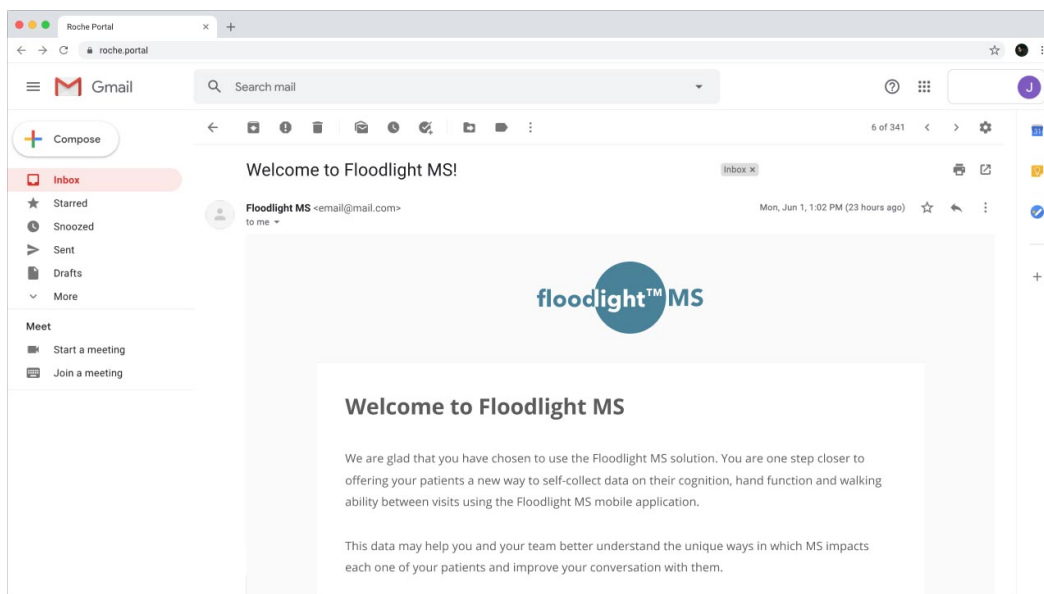 Roche Portal
roche.portal
Gmail
Search mail
J
Compose
6 of 341
31
Inbox
Starred
Snoozed
Sent
Drafts
More
Meet
Start a meeting
Join a meeting
Welcome to Floodlight MS!
Inbox ×
Floodlight MS <email@mail.com>
Mon, Jun 1, 1:02 PM (23 hours ago)
to me
floodlight™ MS
Welcome to Floodlight MS
We are glad that you have chosen to use the Floodlight MS solution. You are one step closer to
offering your patients a new way to self-collect data on their cognition, hand function and walking
ability between visits using the Floodlight MS mobile application.
This data may help you and your team better understand the unique ways in which MS impacts
each one of your patients and improve your conversation with them.